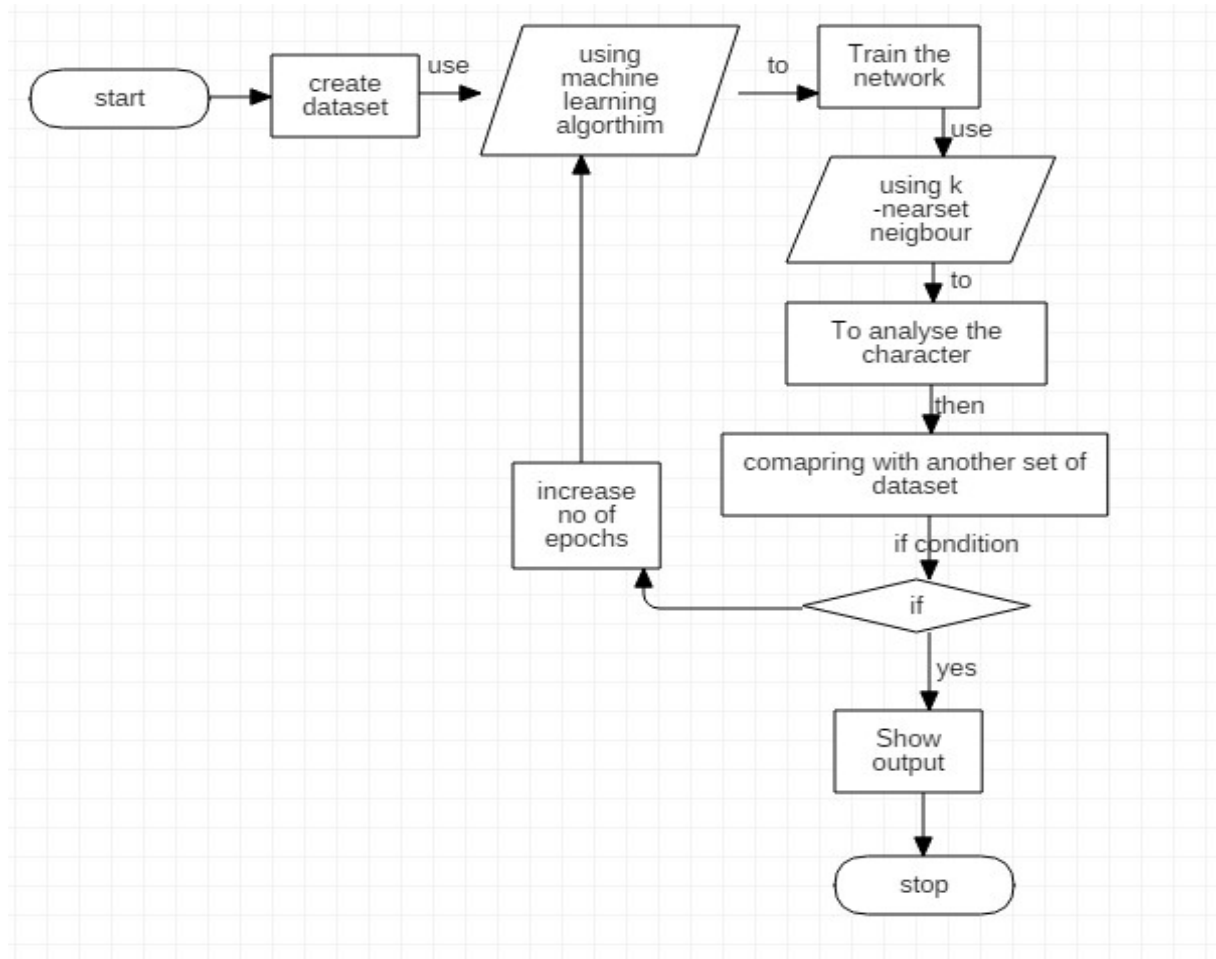 start
create
dataset
use
using
machine
learning
algorthim
to
Train the
network
use
using k
-nearset
neigbour
to
To analyse the
character
then
comapring with another set of
dataset
if condition
if
increase
no of
epochs
yes
Show
output
stop